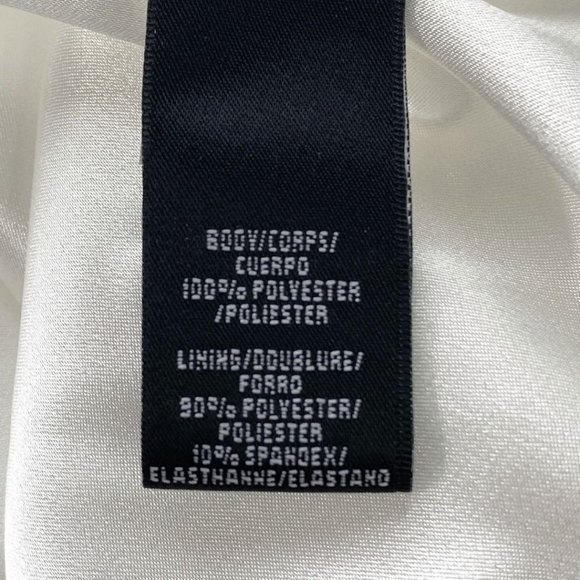 BODY/CORPS/
CUERPO
100% POLYESTER
/POLIESTER
LINING/DOUBLURE/
FORRO
90% POLYESTER/
POLIESTER
10% SPANDEX/
ELASTHANNE/ELASTANO